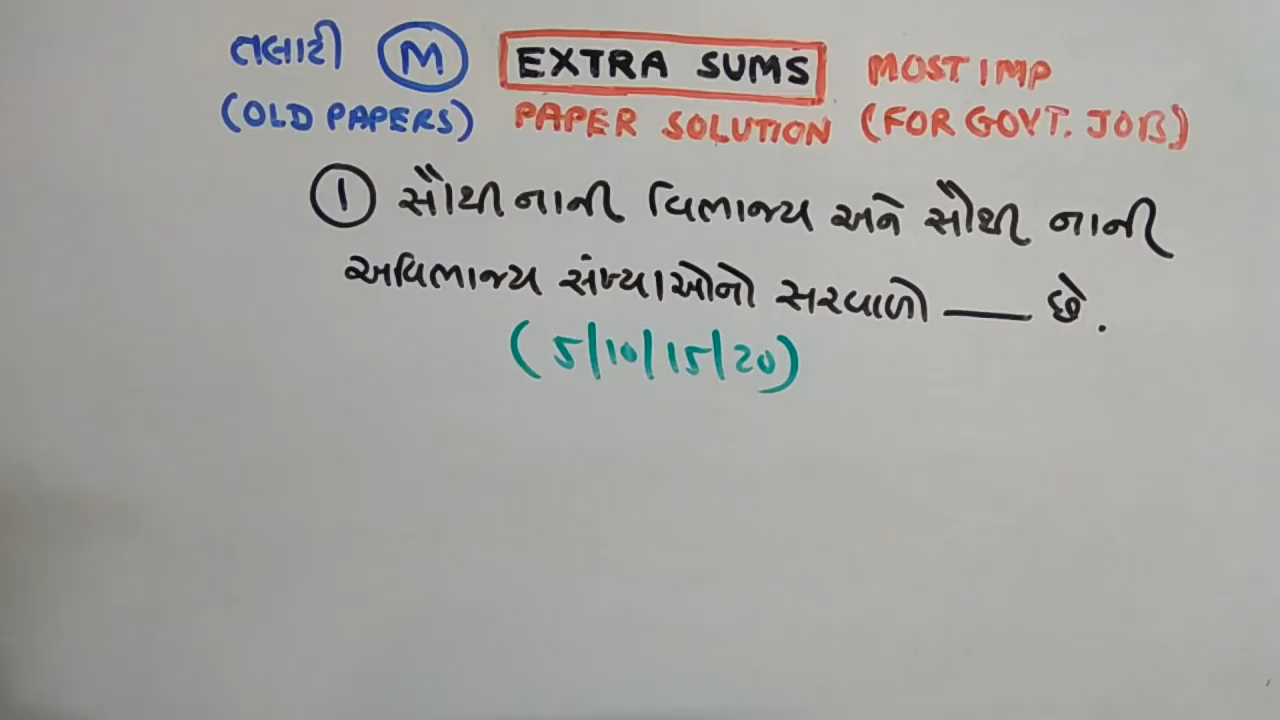 તલાટી M EXTRA SUMS MOST IMP
(OLD PAPERS) PAPER SOLUTION (FOR GOVT. JOB)
1 સૌથી નાની વિભાજ્ય અને સૌથી નાની
અવિભાજ્ય સંખ્યાઓનો સરવાળો ___ છે.
(5/10/15/20)